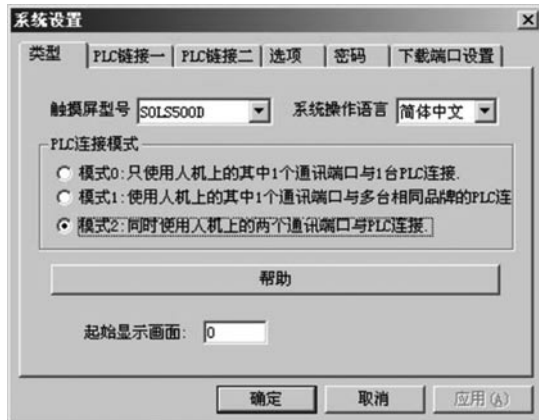 系统设置
类型 PLC链接一 PLC链接二 选项 密码 下载端口设置
触摸屏型号 SOLS500D 系统操作语言 简体中文
PLC连接模式
模式0:只使用人机上的其中1个通讯端口与1台PLC连接.
模式1:使用人机上的其中1个通讯端口与多台相同品牌的PLC连
模式2:同时使用人机上的两个通讯端口与PLC连接.
帮助
起始显示画面: 0
确定 取消 应用(A)